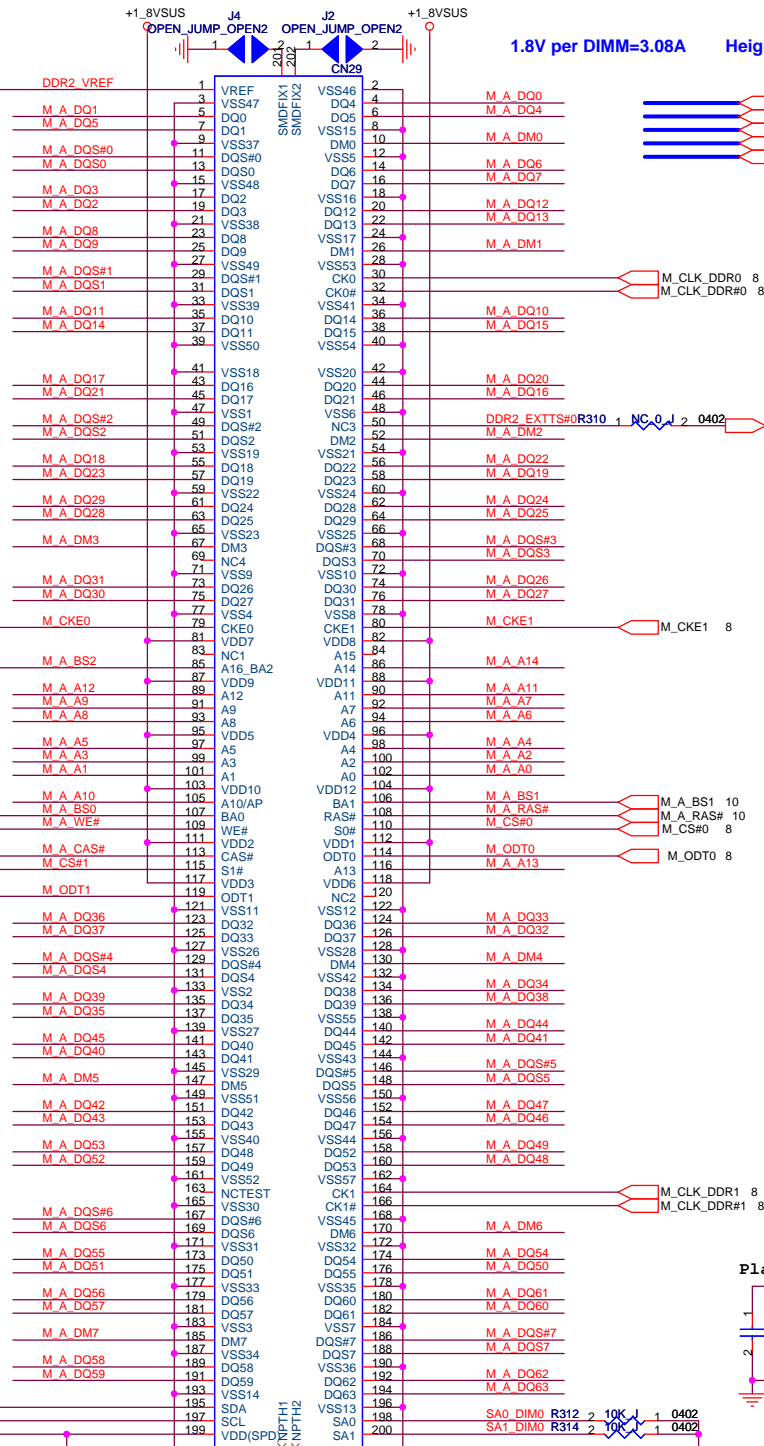 +1_8VSUS J4 J2 +1_8VSUS
OPEN_JUMP_OPEN2 OPEN_JUMP_OPEN2
1 2 1 2
201 202
1.8V per DIMM=3.08A Heig
CN29
SMDFIX1 SMDFIX2
DDR2_VREF 1 VREF VSS46 2
3 VSS47 DQ4 4 M_A_DQ0
M_A_DQ1 5 DQ0 DQ5 6 M_A_DQ4
M_A_DQ5 7 DQ1 VSS15 8
9 VSS37 DM0 10 M_A_DM0
M_A_DQS#0 11 DQS#0 VSS5 12
M_A_DQS0 13 DQS0 DQ6 14 M_A_DQ6
15 VSS48 DQ7 16 M_A_DQ7
M_A_DQ3 17 DQ2 VSS16 18
M_A_DQ2 19 DQ3 DQ12 20 M_A_DQ12
21 VSS38 DQ13 22 M_A_DQ13
M_A_DQ8 23 DQ8 VSS17 24
M_A_DQ9 25 DQ9 DM1 26 M_A_DM1
27 VSS49 VSS53 28
M_A_DQS#1 29 DQS#1 CK0 30 M_CLK_DDR0 8
M_A_DQS1 31 DQS1 CK0# 32 M_CLK_DDR#0 8
33 VSS39 VSS41 34
M_A_DQ11 35 DQ10 DQ14 36 M_A_DQ10
M_A_DQ14 37 DQ11 DQ15 38 M_A_DQ15
39 VSS50 VSS54 40
41 VSS18 VSS20 42
M_A_DQ17 43 DQ16 DQ20 44 M_A_DQ20
M_A_DQ21 45 DQ17 DQ21 46 M_A_DQ16
47 VSS1 VSS6 48
M_A_DQS#2 49 DQS#2 NC3 50 DDR2_EXTTS#0 R310 1 NC_0_J 2 0402
M_A_DQS2 51 DQS2 DM2 52 M_A_DM2
53 VSS19 VSS21 54
M_A_DQ18 55 DQ18 DQ22 56 M_A_DQ22
M_A_DQ23 57 DQ19 DQ23 58 M_A_DQ19
59 VSS22 VSS24 60
M_A_DQ29 61 DQ24 DQ28 62 M_A_DQ24
M_A_DQ28 63 DQ25 DQ29 64 M_A_DQ25
65 VSS23 VSS25 66
M_A_DM3 67 DM3 DQS#3 68 M_A_DQS#3
69 NC4 DQS3 70 M_A_DQS3
71 VSS9 VSS10 72
M_A_DQ31 73 DQ26 DQ30 74 M_A_DQ26
M_A_DQ30 75 DQ27 DQ31 76 M_A_DQ27
77 VSS4 VSS8 78
M_CKE0 79 CKE0 CKE1 80 M_CKE1 M_CKE1 8
81 VDD7 VDD8 82
83 NC1 A15 84
M_A_BS2 85 A16_BA2 A14 86 M_A_A14
87 VDD9 VDD11 88
M_A_A12 89 A12 A11 90 M_A_A11
M_A_A9 91 A9 A7 92 M_A_A7
M_A_A8 93 A8 A6 94 M_A_A6
95 VDD5 VDD4 96
M_A_A5 97 A5 A4 98 M_A_A4
M_A_A3 99 A3 A2 100 M_A_A2
M_A_A1 101 A1 A0 102 M_A_A0
103 VDD10 VDD12 104
M_A_A10 105 A10/AP BA1 106 M_A_BS1 M_A_BS1 10
M_A_BS0 107 BA0 RAS# 108 M_A_RAS# M_A_RAS# 10
M_A_WE# 109 WE# S0# 110 M_CS#0 M_CS#0 8
111 VDD2 VDD1 112
M_A_CAS# 113 CAS# ODT0 114 M_ODT0 M_ODT0 8
M_CS#1 115 S1# A13 116 M_A_A13
117 VDD3 VDD6 118
M_ODT1 119 ODT1 NC2 120
121 VSS11 VSS12 122
M_A_DQ36 123 DQ32 DQ36 124 M_A_DQ33
M_A_DQ37 125 DQ33 DQ37 126 M_A_DQ32
127 VSS26 VSS28 128
M_A_DQS#4 129 DQS#4 DM4 130 M_A_DM4
M_A_DQS4 131 DQS4 VSS42 132
133 VSS2 DQ38 134 M_A_DQ34
M_A_DQ39 135 DQ34 DQ39 136 M_A_DQ38
M_A_DQ35 137 DQ35 VSS55 138
139 VSS27 DQ44 140 M_A_DQ44
M_A_DQ45 141 DQ40 DQ45 142 M_A_DQ41
M_A_DQ40 143 DQ41 VSS43 144
145 VSS29 DQS#5 146 M_A_DQS#5
M_A_DM5 147 DM5 DQS5 148 M_A_DQS5
149 VSS51 VSS56 150
M_A_DQ42 151 DQ42 DQ46 152 M_A_DQ47
M_A_DQ43 153 DQ43 DQ47 154 M_A_DQ46
155 VSS40 VSS44 156
M_A_DQ53 157 DQ48 DQ52 158 M_A_DQ49
M_A_DQ52 159 DQ49 DQ53 160 M_A_DQ48
161 VSS52 VSS57 162
163 NCTEST CK1 164 M_CLK_DDR1 8
165 VSS30 CK1# 166 M_CLK_DDR#1 8
M_A_DQS#6 167 DQS#6 VSS45 168
M_A_DQS6 169 DQS6 DM6 170 M_A_DM6
171 VSS31 VSS32 172
M_A_DQ55 173 DQ50 DQ54 174 M_A_DQ54
M_A_DQ51 175 DQ51 DQ55 176 M_A_DQ50
177 VSS33 VSS35 178
M_A_DQ56 179 DQ56 DQ60 180 M_A_DQ61
M_A_DQ57 181 DQ57 DQ61 182 M_A_DQ60
183 VSS3 VSS7 184
M_A_DM7 185 DM7 DQS#7 186 M_A_DQS#7
187 VSS34 DQS7 188 M_A_DQS7
M_A_DQ58 189 DQ58 VSS36 190
M_A_DQ59 191 DQ59 DQ62 192 M_A_DQ62
193 VSS14 DQ63 194 M_A_DQ63
195 SDA VSS13 196
197 SCL SA0 198 SA0_DIM0 R312 2 10K_J 1 0402
199 VDD(SPD) SA1 200 SA1_DIM0 R314 2 10K_J 1 0402
NPTH1 NPTH2
Pla
1
2